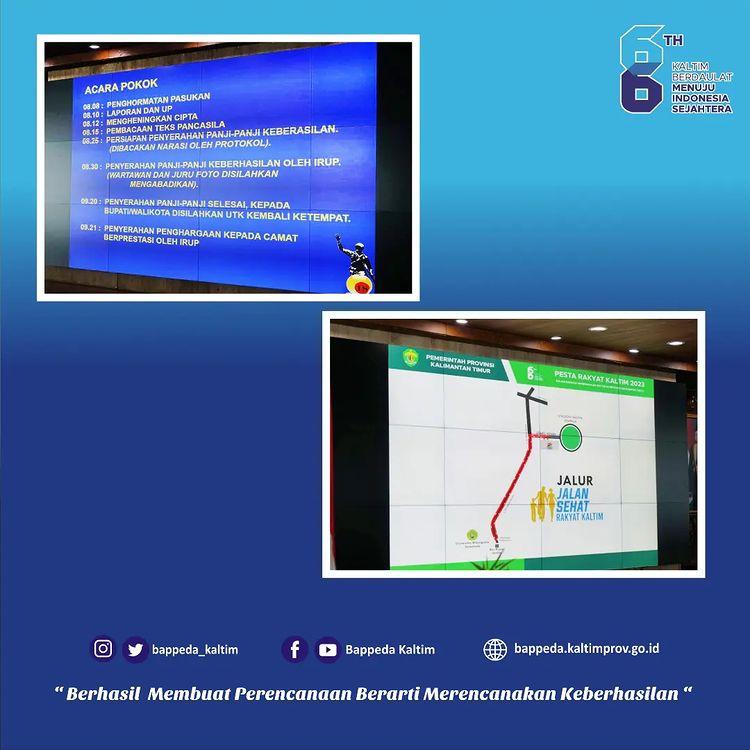 6TH
KALTIM
BERDAULAT
MENUJU
INDONESIA
SEJAHTERA
ACARA POKOK
08.08 : PENGHORMATAN PASUKAN
08.10 : LAPORAN DAN UP
08.12 : MENGHENINGKAN CIPTA
08.15 : PEMBACAAN TEKS PANCASILA
08.25 : PERSIAPAN PENYERAHAN PANJI-PANJI KEBERASILAN.
(DIBACAKAN NARASI OLEH PROTOKOL).
08.30 : PENYERAHAN PANJI-PANJI KEBERHASILAN OLEH IRUP.
(WARTAWAN DAN JURU FOTO DISILAHKAN
MENGABADIKAN).
09.20 : PENYERAHAN PANJI-PANJI SELESAI, KEPADA
BUPATI/WALIKOTA DISILAHKAN UTK KEMBALI KETEMPAT.
09.21 : PENYERAHAN PENGHARGAAN KEPADA CAMAT
BERPRESTASI OLEH IRUP
PEMERINTAH PROVINSI
KALIMANTAN TIMUR
PESTA RAKYAT KALTIM 2023
JALUR
JALAN
SEHAT
RAKYAT KALTIM
bappeda_kaltim
Bappeda Kaltim
bappeda.kaltimprov.go.id
“ Berhasil Membuat Perencanaan Berarti Merencanakan Keberhasilan “